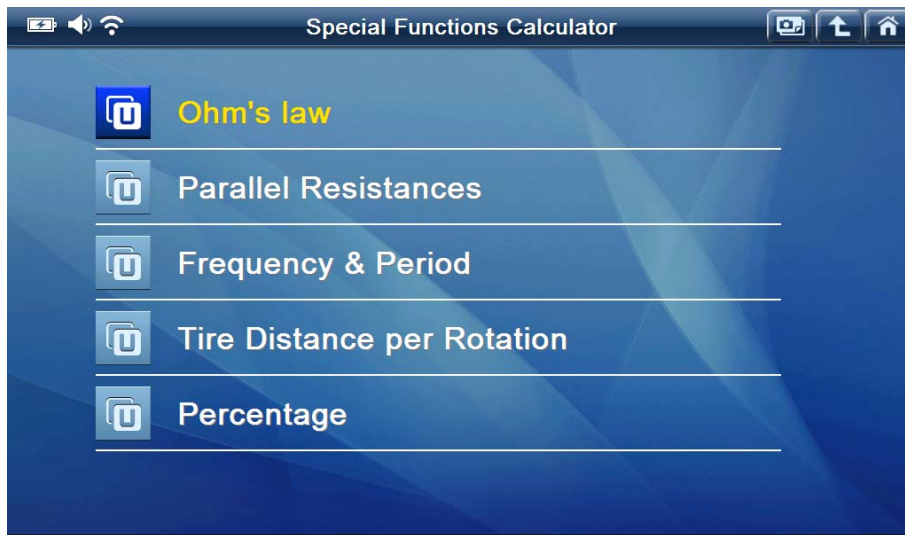 Special Functions Calculator
Ohm's law
Parallel Resistances
Frequency & Period
Tire Distance per Rotation
Percentage